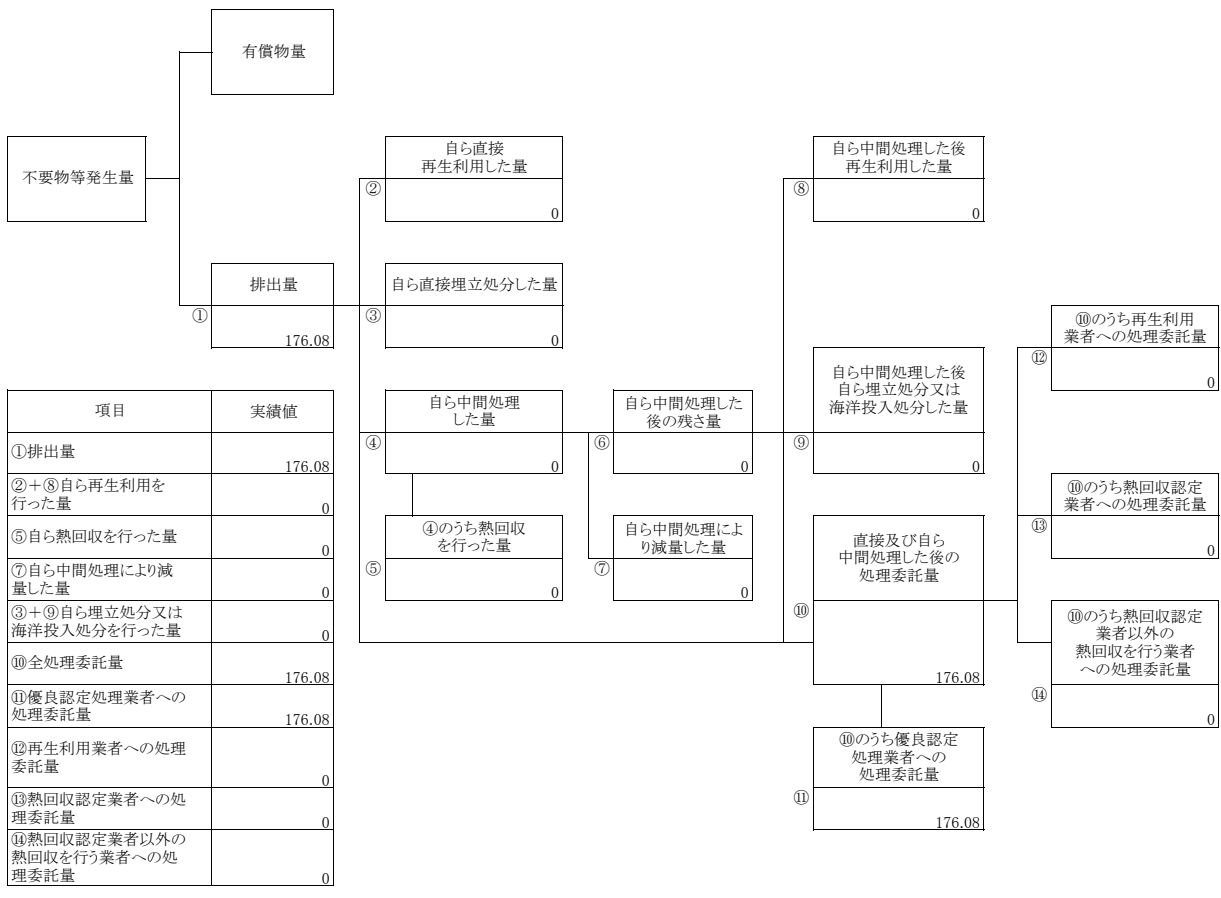 有償物量
不要物等発生量
自ら直接
再生利用した量
②
0
自ら中間処理した後
再生利用した量
⑧
0
排出量
①
176.08
自ら直接埋立処分した量
③
0
⑩のうち再生利用
業者への処理委託量
⑫
0
自ら中間処理
した量
④
0
自ら中間処理した
後の残さ量
⑥
0
自ら中間処理した後
自ら埋立処分又は
海洋投入処分した量
⑨
0
⑩のうち熱回収認定
業者への処理委託量
⑬
0
④のうち熱回収
を行った量
⑤
0
自ら中間処理によ
り減量した量
⑦
0
直接及び自ら
中間処理した後の
処理委託量
⑩
176.08
⑩のうち熱回収認定
業者以外の
熱回収を行う業者
への処理委託量
⑭
0
⑩のうち優良認定
処理業者への
処理委託量
⑪
176.08
項目 実績値
①排出量
176.08
②＋⑧自ら再生利用を
行った量
0
⑤自ら熱回収を行った量
0
⑦自ら中間処理により減
量した量
0
③＋⑨自ら埋立処分又は
海洋投入処分を行った量
0
⑩全処理委託量
176.08
⑪優良認定処理業者への
処理委託量
176.08
⑫再生利用業者への処理
委託量
0
⑬熱回収認定業者への処
理委託量
0
⑭熱回収認定業者以外の
熱回収を行う業者への処
理委託量
0